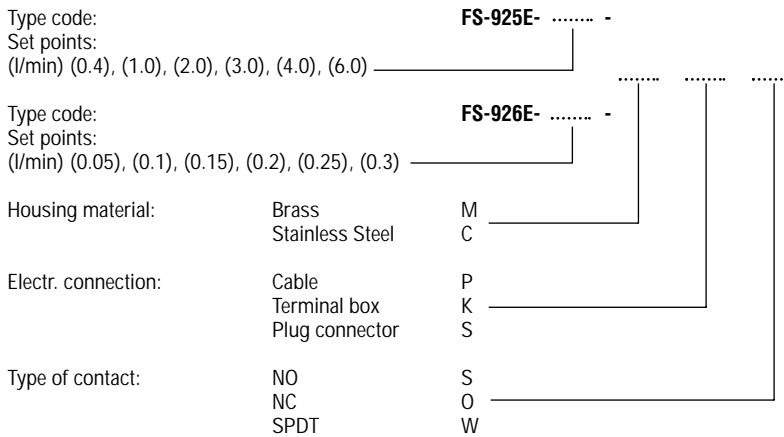 Type code: FS-925E- ........ -
Set points:
(l/min) (0.4), (1.0), (2.0), (3.0), (4.0), (6.0)
........ ........ ........
Type code: FS-926E- ........ -
Set points:
(l/min) (0.05), (0.1), (0.15), (0.2), (0.25), (0.3)
Housing material: Brass M
Stainless Steel C
Electr. connection: Cable P
Terminal box K
Plug connector S
Type of contact: NO S
NC O
SPDT W